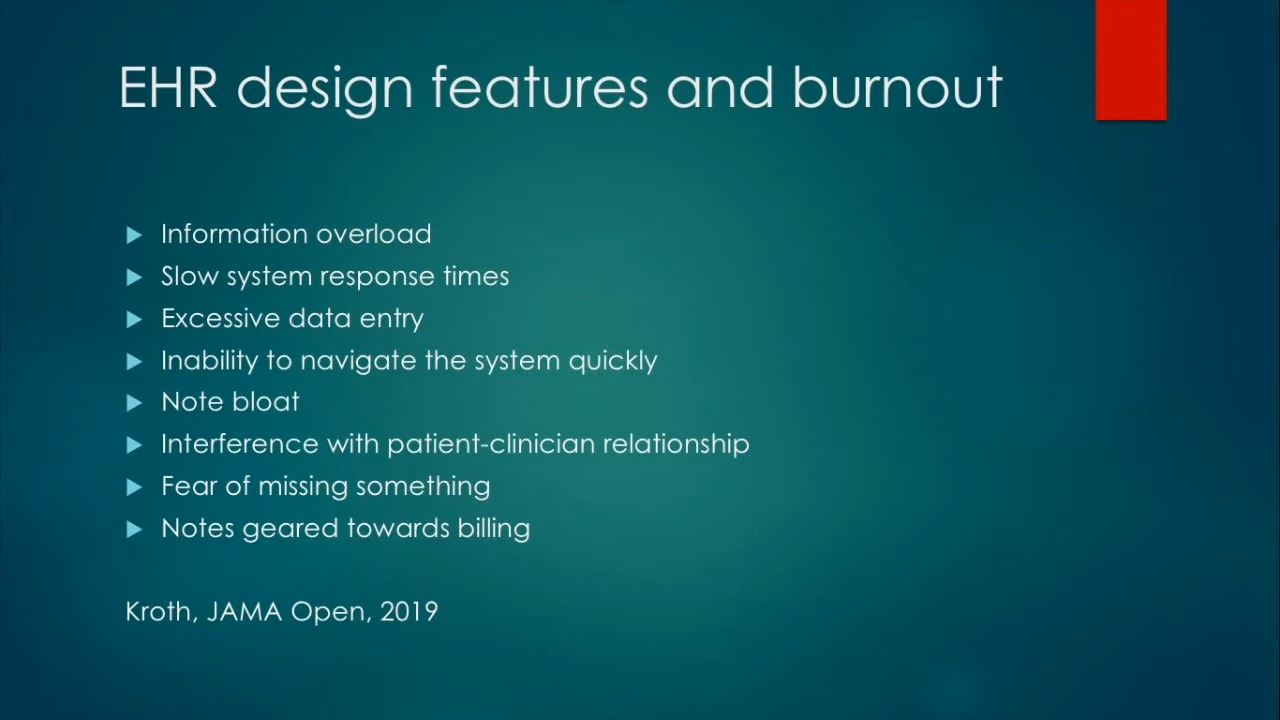 EHR design features and burnout
Information overload
Slow system response times
Excessive data entry
Inability to navigate the system quickly
Note bloat
Interference with patient-clinician relationship
Fear of missing something
Notes geared towards billing
Kroth, JAMA Open, 2019